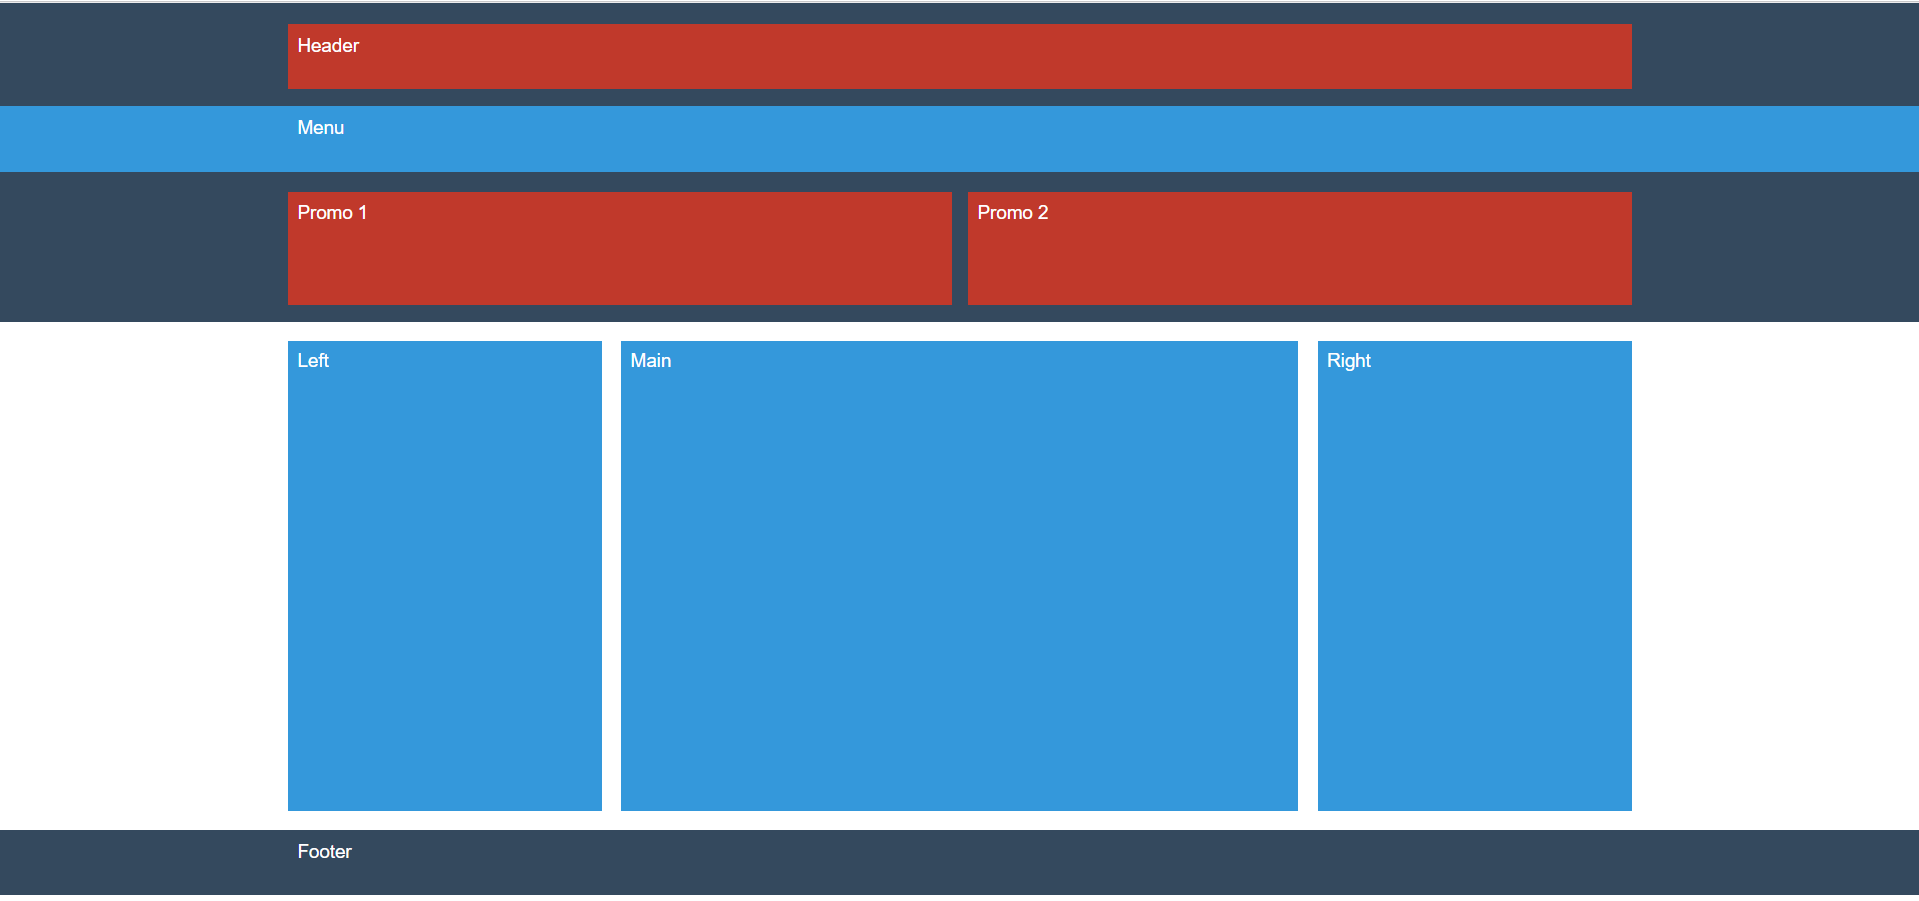 Header
Menu
Promo 1
Promo 2
Left
Main
Right
Footer